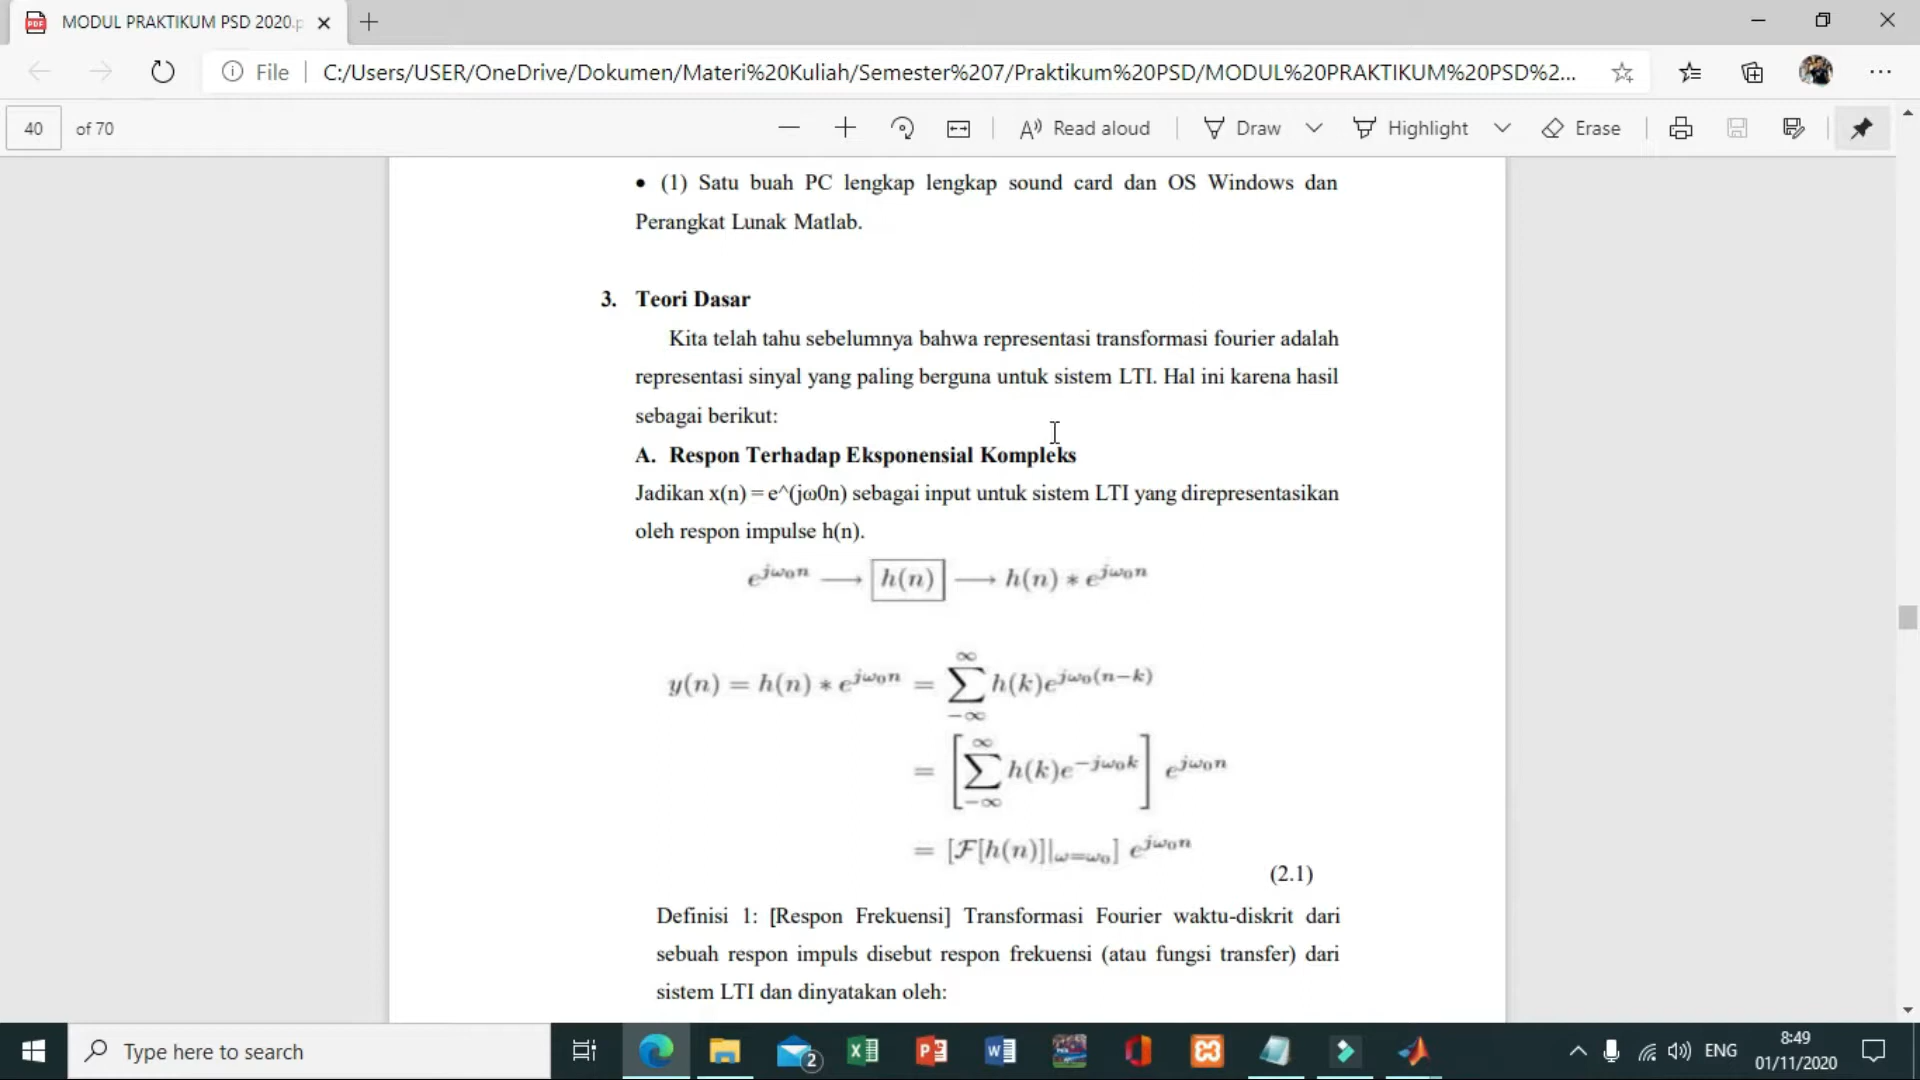 MODUL PRAKTIKUM PSD 2020.p
File
C:/Users/USER/OneDrive/Dokumen/Materi%20Kuliah/Semester%207/Praktikum%20PSD/MODUL%20PRAKTIKUM%20PSD%2...
40 of 70
Read aloud
Draw
Highlight
Erase
• (1) Satu buah PC lengkap lengkap sound card dan OS Windows dan
Perangkat Lunak Matlab.
3. Teori Dasar
Kita telah tahu sebelumnya bahwa representasi transformasi fourier adalah
representasi sinyal yang paling berguna untuk sistem LTI. Hal ini karena hasil
sebagai berikut:
A. Respon Terhadap Eksponensial Kompleks
Jadikan x(n) = e^(jω0n) sebagai input untuk sistem LTI yang direpresentasikan
oleh respon impulse h(n).
e^{jω₀n} ⟶ h(n) ⟶ h(n) * e^{jω₀n}
y(n) = h(n) * e^{jω₀n} = ∑_{-∞}^{∞} h(k)e^{jω₀(n−k)}
= [∑_{-∞}^{∞} h(k)e^{−jω₀k}] e^{jω₀n}
= [ℱ[h(n)]|_{ω=ω₀}] e^{jω₀n}
(2.1)
Definisi 1: [Respon Frekuensi] Transformasi Fourier waktu-diskrit dari
sebuah respon impuls disebut respon frekuensi (atau fungsi transfer) dari
sistem LTI dan dinyatakan oleh:
Type here to search
2
ENG
8:49
01/11/2020